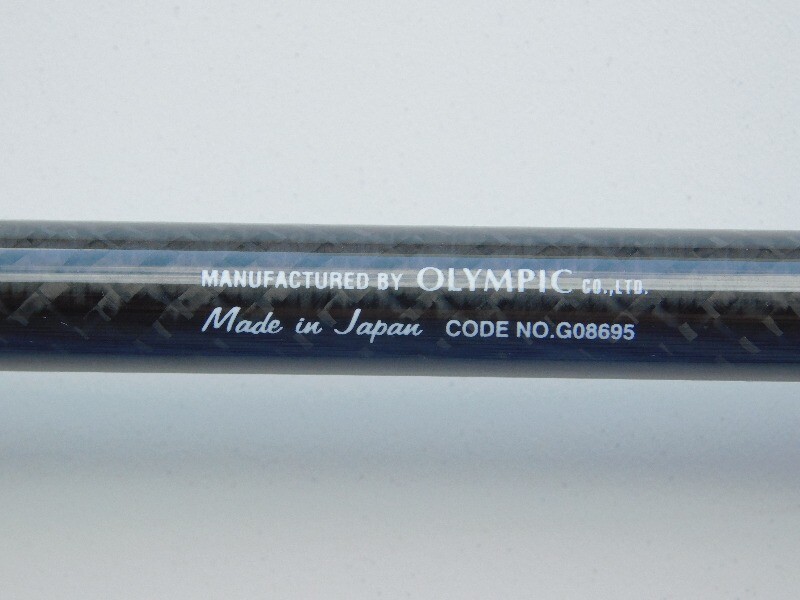 MANUFACTURED BY OLYMPIC CO.,LTD.
Made in Japan CODE NO.G08695